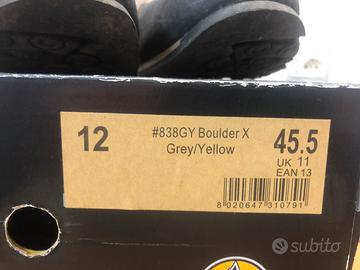 12
#838GY Boulder X
Grey/Yellow
45.5
UK 11
EAN 13
8 020647 310791
subito